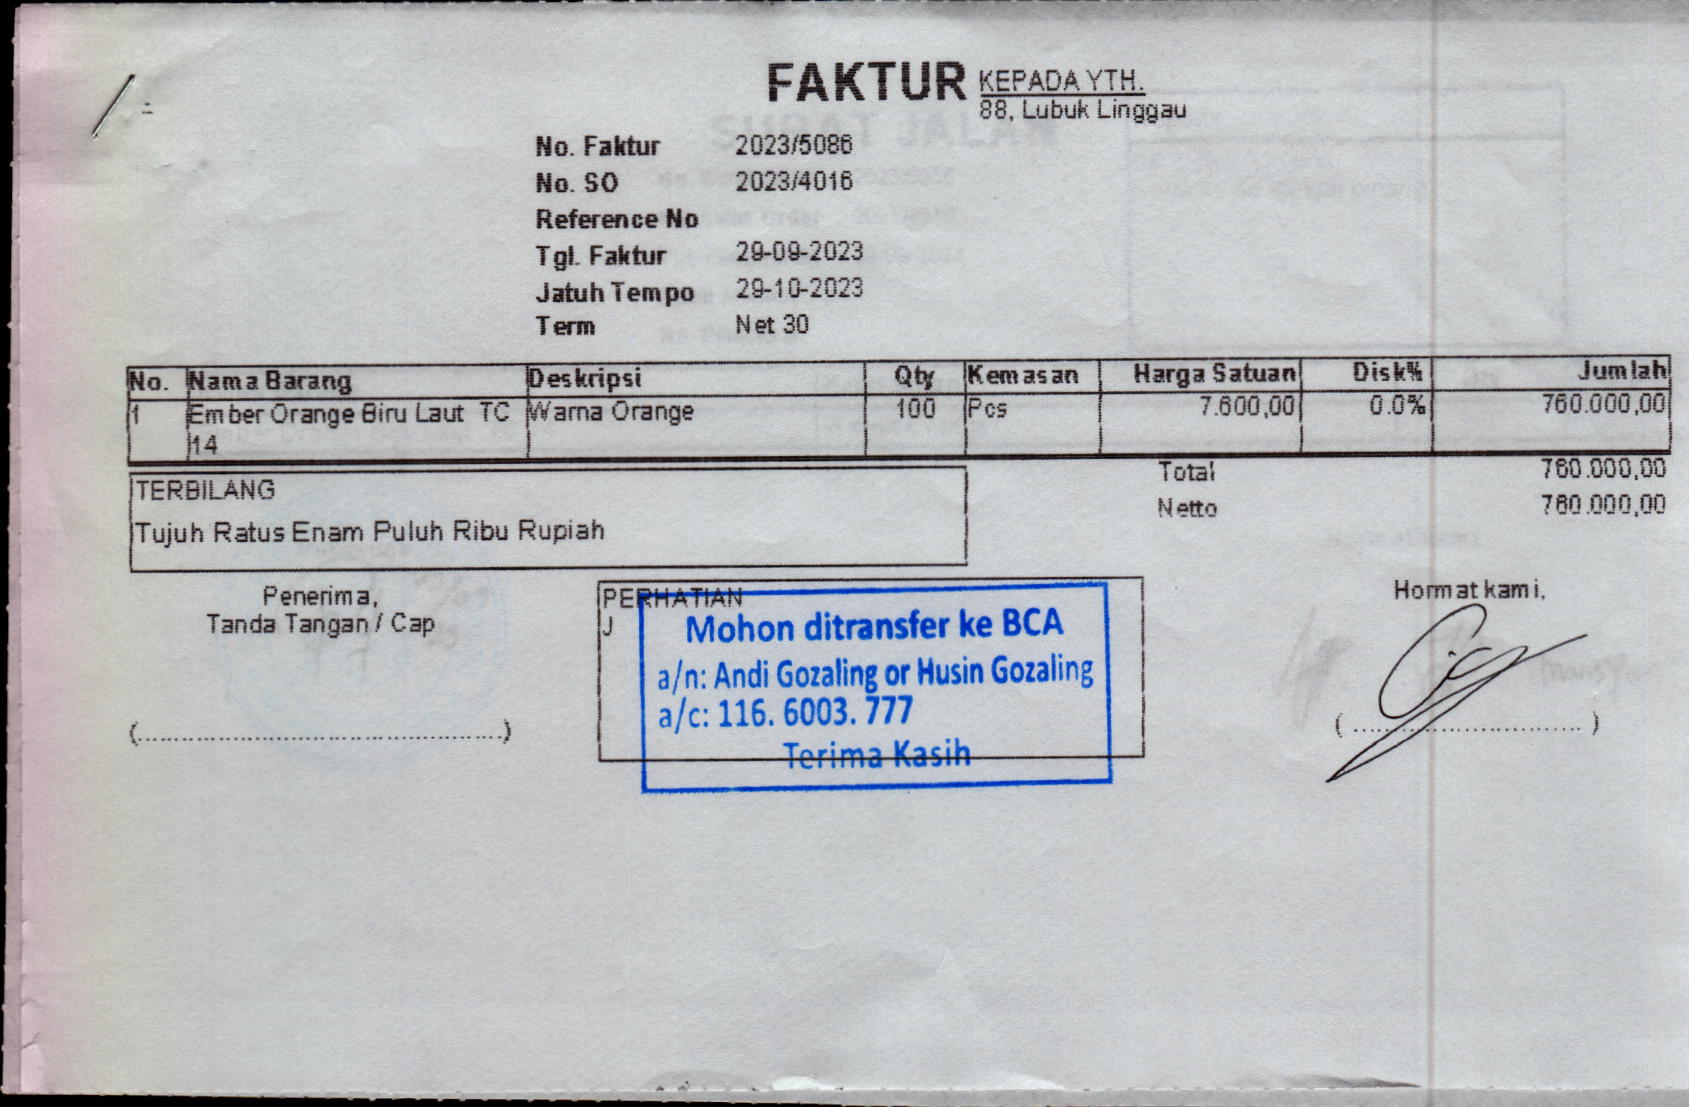 FAKTUR
KEPADA YTH.
88, Lubuk Linggau
No. Faktur 2023/5086
No. SO 2023/4016
Reference No
Tgl. Faktur 29-09-2023
Jatuh Tempo 29-10-2023
Term Net 30
No. Nama Barang Deskripsi Qty Kemasan Harga Satuan Disk% Jumlah
1 Ember Orange Biru Laut TC Warna Orange 100 Pcs 7.600,00 0.0% 760.000,00
14
Total 760.000,00
Netto 760.000,00
TERBILANG
Tujuh Ratus Enam Puluh Ribu Rupiah
Penerima,
Tanda Tangan / Cap
(..............................................)
PERHATIAN
J
Mohon ditransfer ke BCA
a/n: Andi Gozaling or Husin Gozaling
a/c: 116. 6003. 777
Terima Kasih
Hormat kami,
(..............................)